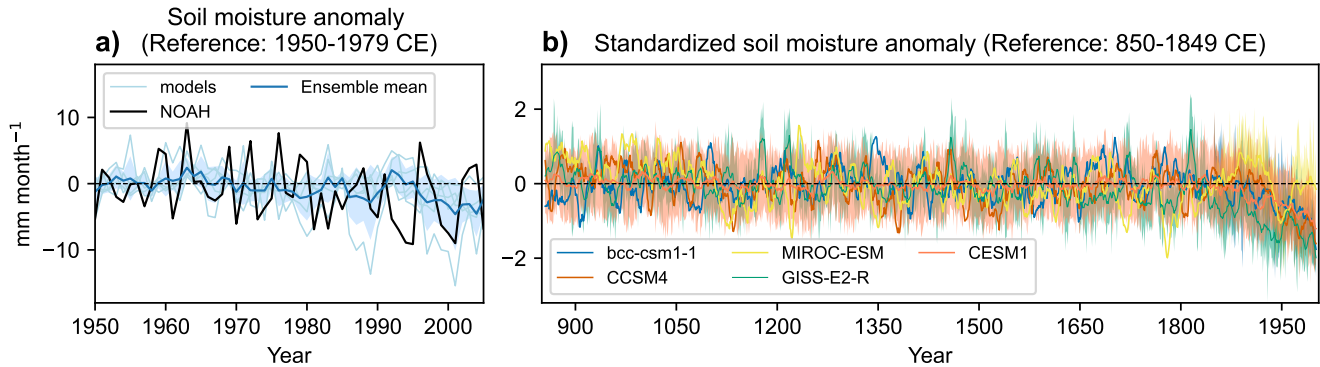 Soil moisture anomaly
a) (Reference: 1950-1979 CE)
models
Ensemble mean
NOAH
mm month⁻¹
10
0
−10
1950 1960 1970 1980 1990 2000
Year
b) Standardized soil moisture anomaly (Reference: 850-1849 CE)
2
0
−2
bcc-csm1-1
MIROC-ESM
CESM1
CCSM4
GISS-E2-R
900 1050 1200 1350 1500 1650 1800 1950
Year